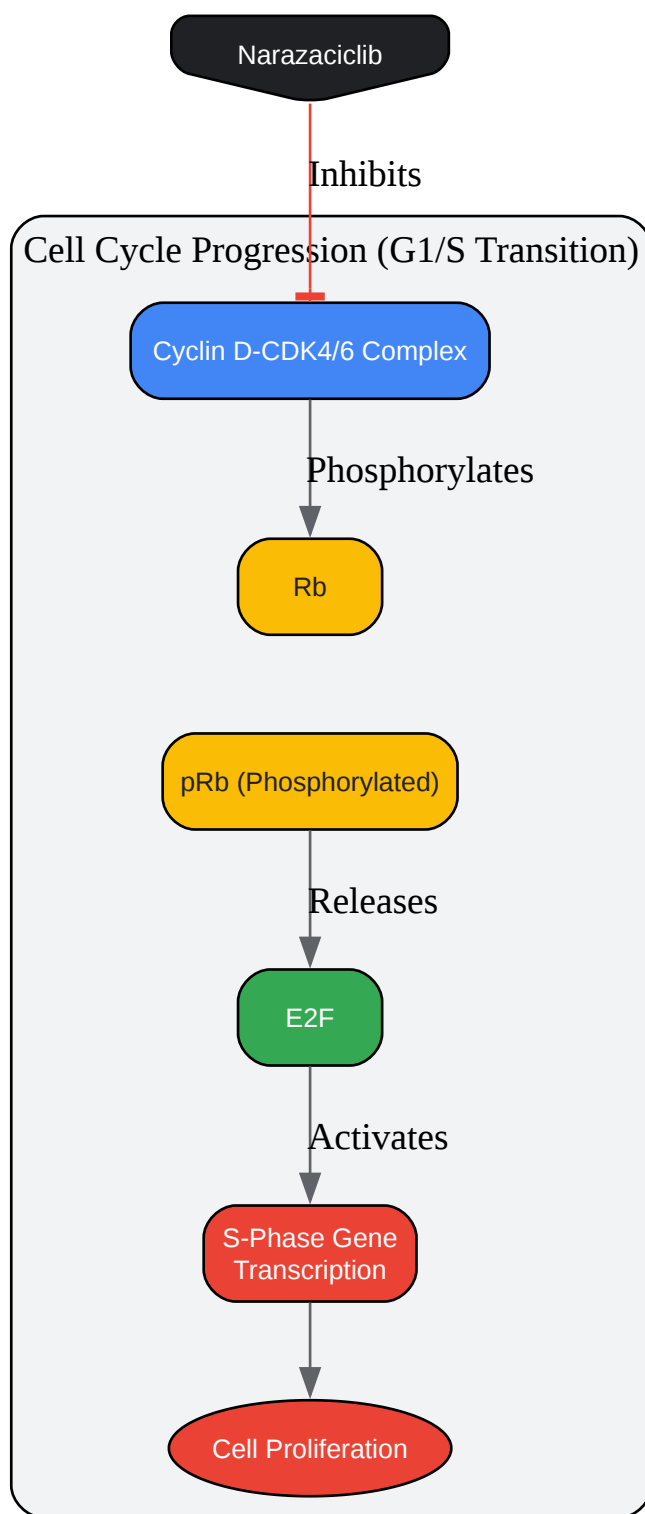 Narazaciclib
Inhibits
Cell Cycle Progression (G1/S Transition)
Cyclin D-CDK4/6 Complex
Phosphorylates
Rb
pRb (Phosphorylated)
Releases
E2F
Activates
S-Phase Gene
Transcription
Cell Proliferation